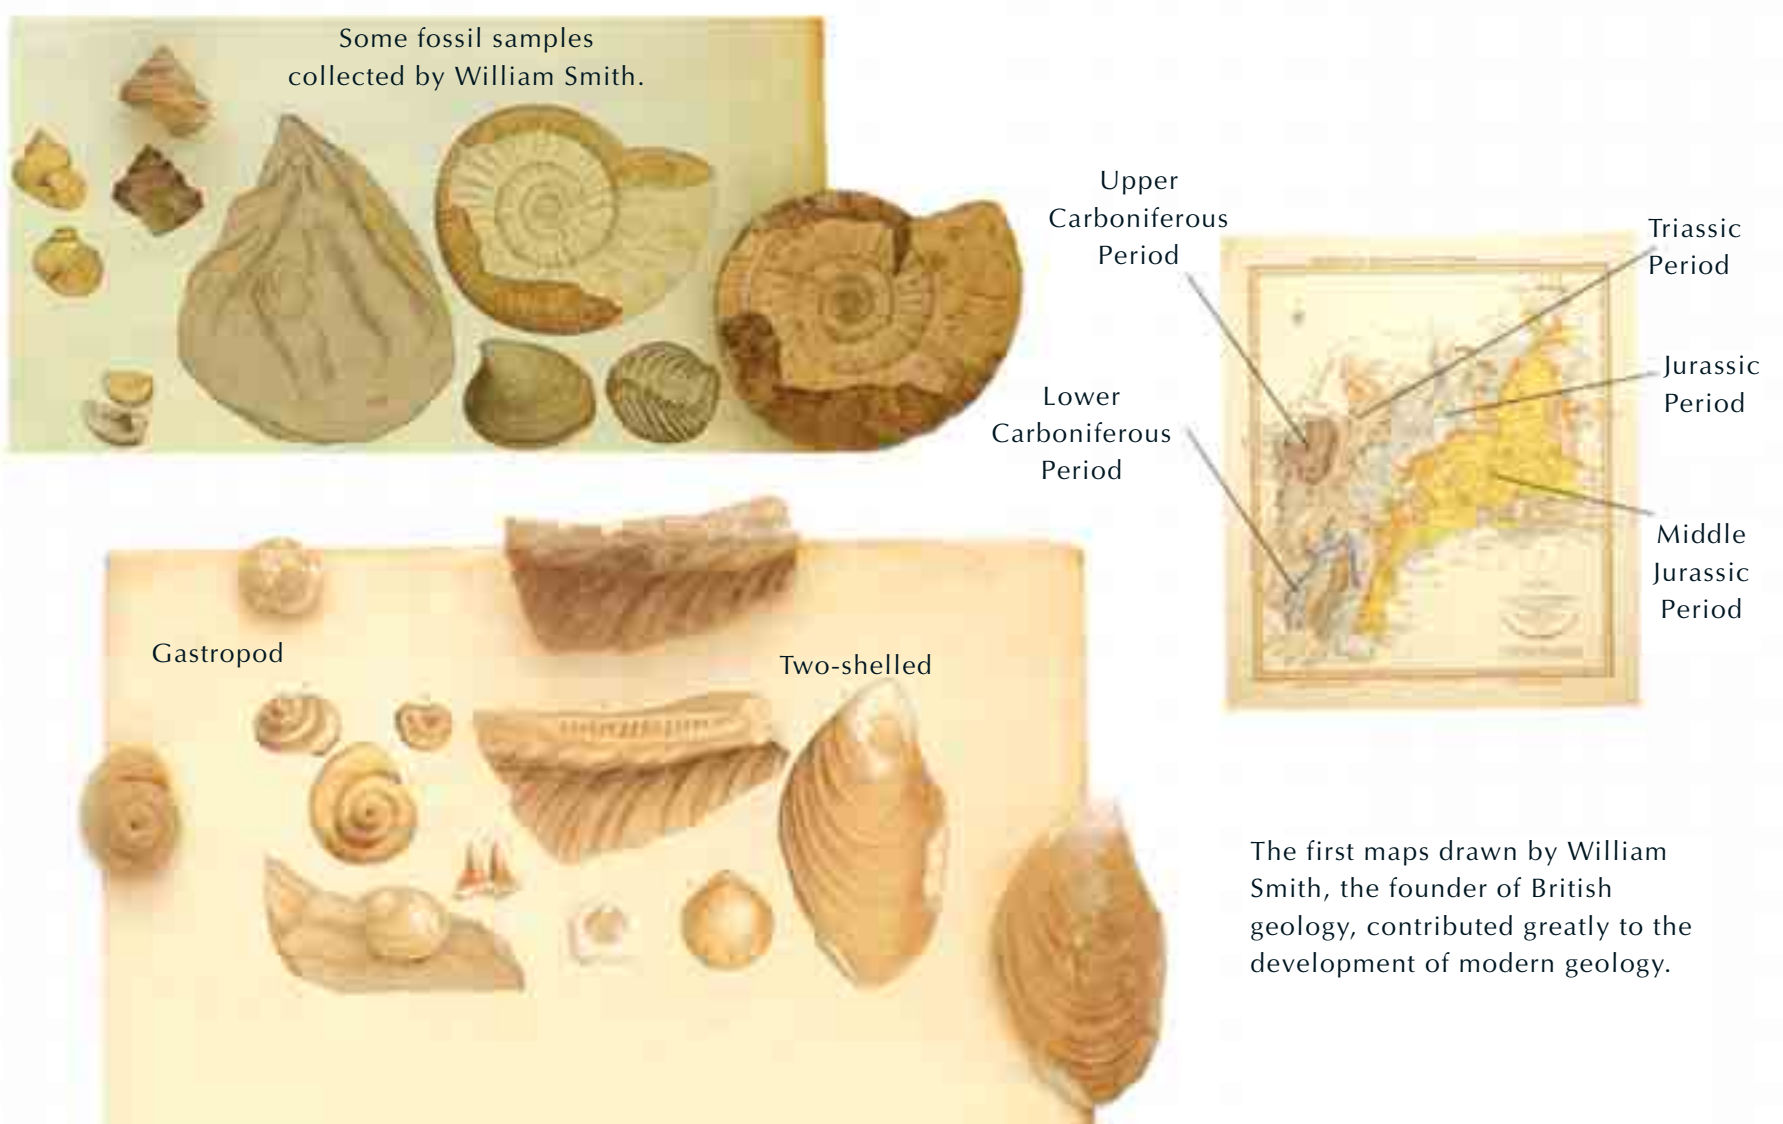 Some fossil samples
collected by William Smith.
Upper
Carboniferous
Period
Triassic
Period
Jurassic
Period
Lower
Carboniferous
Period
Middle
Jurassic
Period
Gastropod
Two-shelled
The first maps drawn by William
Smith, the founder of British
geology, contributed greatly to the
development of modern geology.